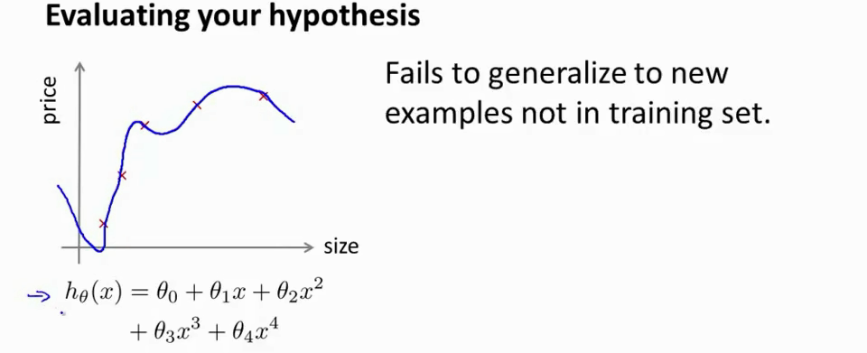 Evaluating your hypothesis
price
Fails to generalize to new
examples not in training set.
size
hθ(x) = θ₀ + θ₁x + θ₂x²
+ θ₃x³ + θ₄x⁴